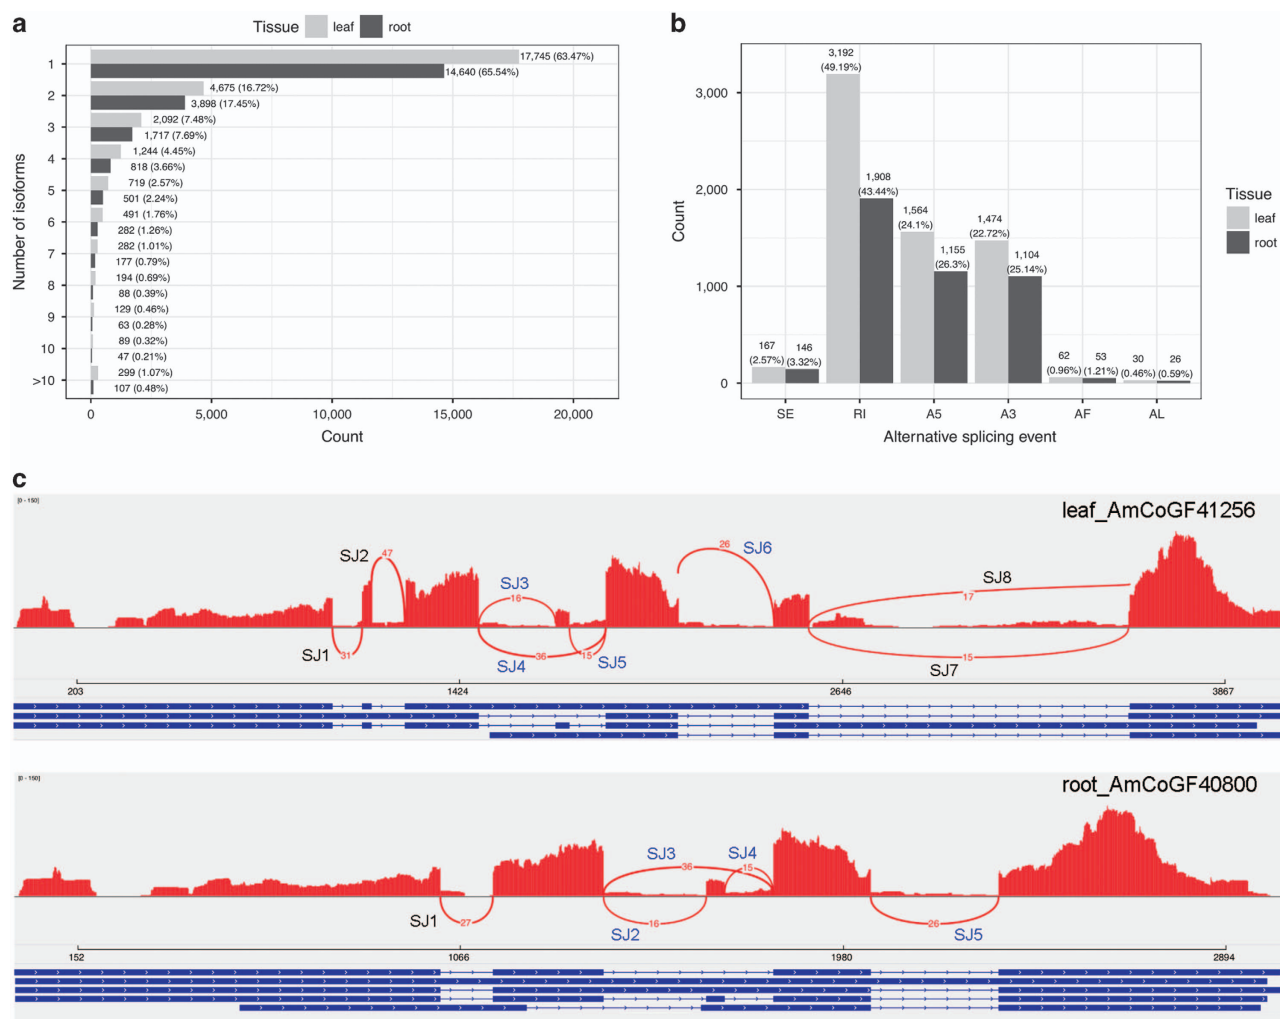 a
Tissue leaf root
17,745 (63.47%)
14,640 (65.54%)
4,675 (16.72%)
3,898 (17.45%)
2,092 (7.48%)
1,717 (7.69%)
1,244 (4.45%)
818 (3.66%)
719 (2.57%)
501 (2.24%)
491 (1.76%)
282 (1.26%)
282 (1.01%)
177 (0.79%)
194 (0.69%)
88 (0.39%)
129 (0.46%)
63 (0.28%)
89 (0.32%)
47 (0.21%)
299 (1.07%)
107 (0.48%)
1
2
3
4
5
6
7
8
9
10
>10
Number of isoforms
0 5,000 10,000 15,000 20,000
Count
b
3,192
(49.19%)
1,908
(43.44%)
1,564
(24.1%)
1,155
(26.3%)
1,474
(22.72%)
1,104
(25.14%)
167
(2.57%)
146
(3.32%)
62
(0.96%)
53
(1.21%)
30
(0.46%)
26
(0.59%)
3,000
2,000
1,000
0
Count
SE RI A5 A3 AF AL
Alternative splicing event
Tissue
leaf
root
c
[0 - 150]
leaf_AmCoGF41256
SJ2 47
26 SJ6
SJ3
16
SJ8
17
SJ1 31
SJ4 36 15 SJ5
15
SJ7
203 1424 2646 3867
[0 - 150]
root_AmCoGF40800
SJ3 SJ4
36 15
SJ1 27
16
SJ2
26
SJ5
152 1066 1980 2894